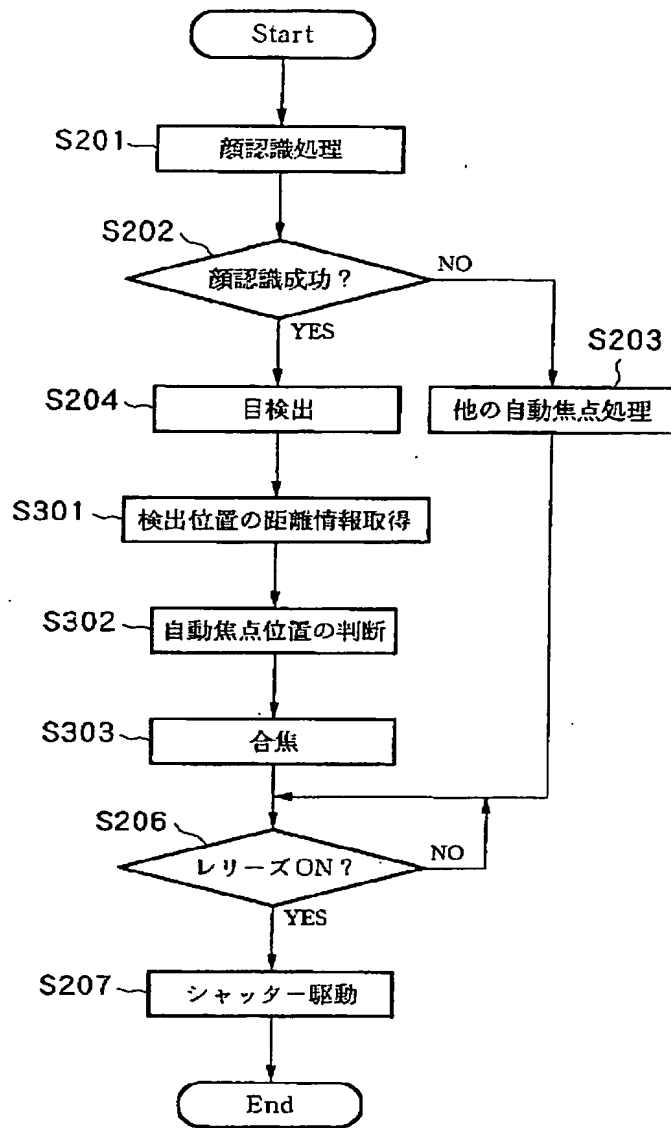 Start
S201
顔認識処理
S202
顔認識成功?
NO
YES
S203
S204
目検出
他の自動焦点処理
S301
検出位置の距離情報取得
S302
自動焦点位置の判断
S303
合焦
S206
レリーズON?
NO
YES
S207
シャッター駆動
End